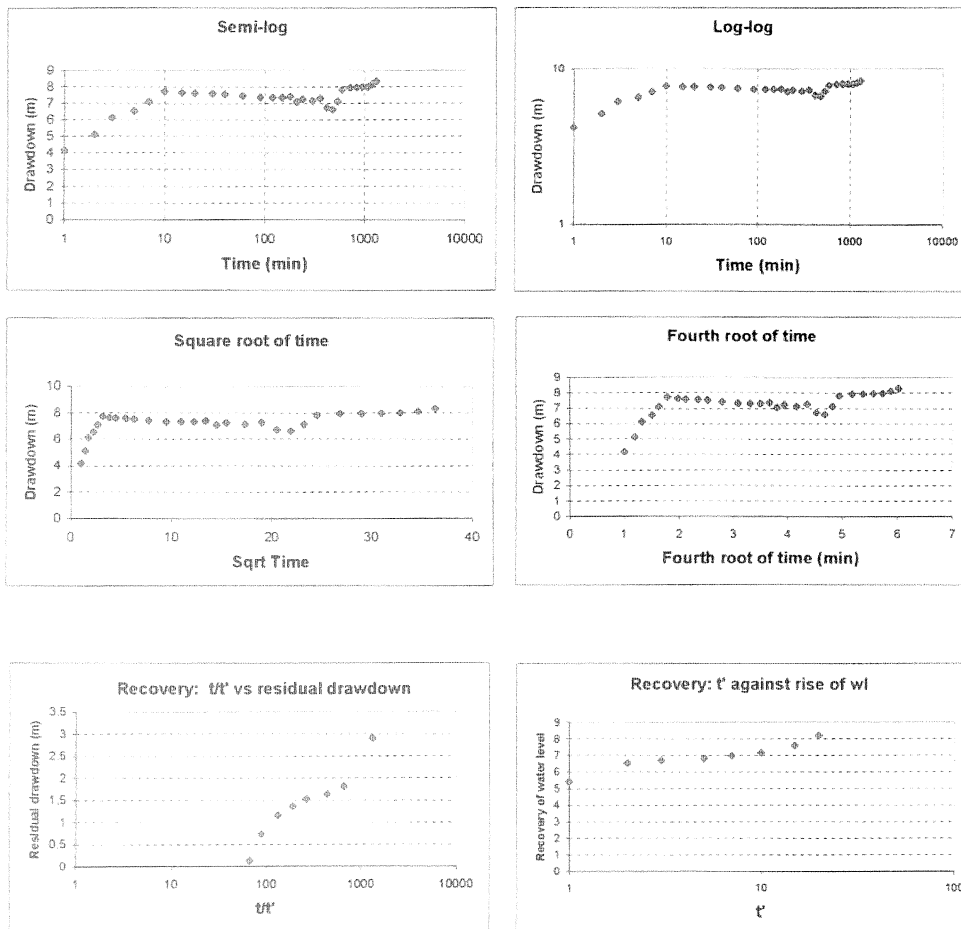 Semi-log
Drawdown (m)
9
8
7
6
5
4
3
2
1
0
1 10 100 1000 10000
Time (min)
Log-log
Drawdown (m)
10
1
1 10 100 1000 10000
Time (min)
Square root of time
Drawdown (m)
10
8
6
4
2
0
0 10 20 30 40
Sqrt Time
Fourth root of time
Drawdown (m)
9
8
7
6
5
4
3
2
1
0
0 1 2 3 4 5 6 7
Fourth root of time (min)
Recovery: t/t' vs residual drawdown
Residual drawdown (m)
3.5
3
2.5
2
1.5
1
0.5
0
1 10 100 1000 10000
t/t'
Recovery: t' against rise of wl
Recovery of water level
9
8
7
6
5
4
3
2
1
0
1 10 100
t'